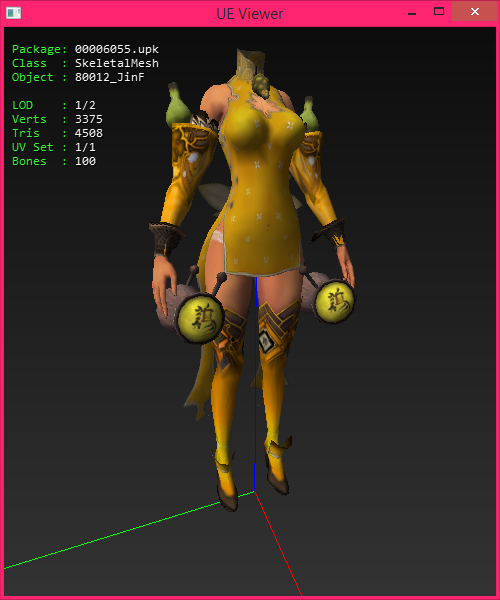 UE Viewer
Package: 00006055.upk
Class : SkeletalMesh
Object : 80012_JinF
LOD : 1/2
Verts : 3375
Tris : 4508
UV Set : 1/1
Bones : 100